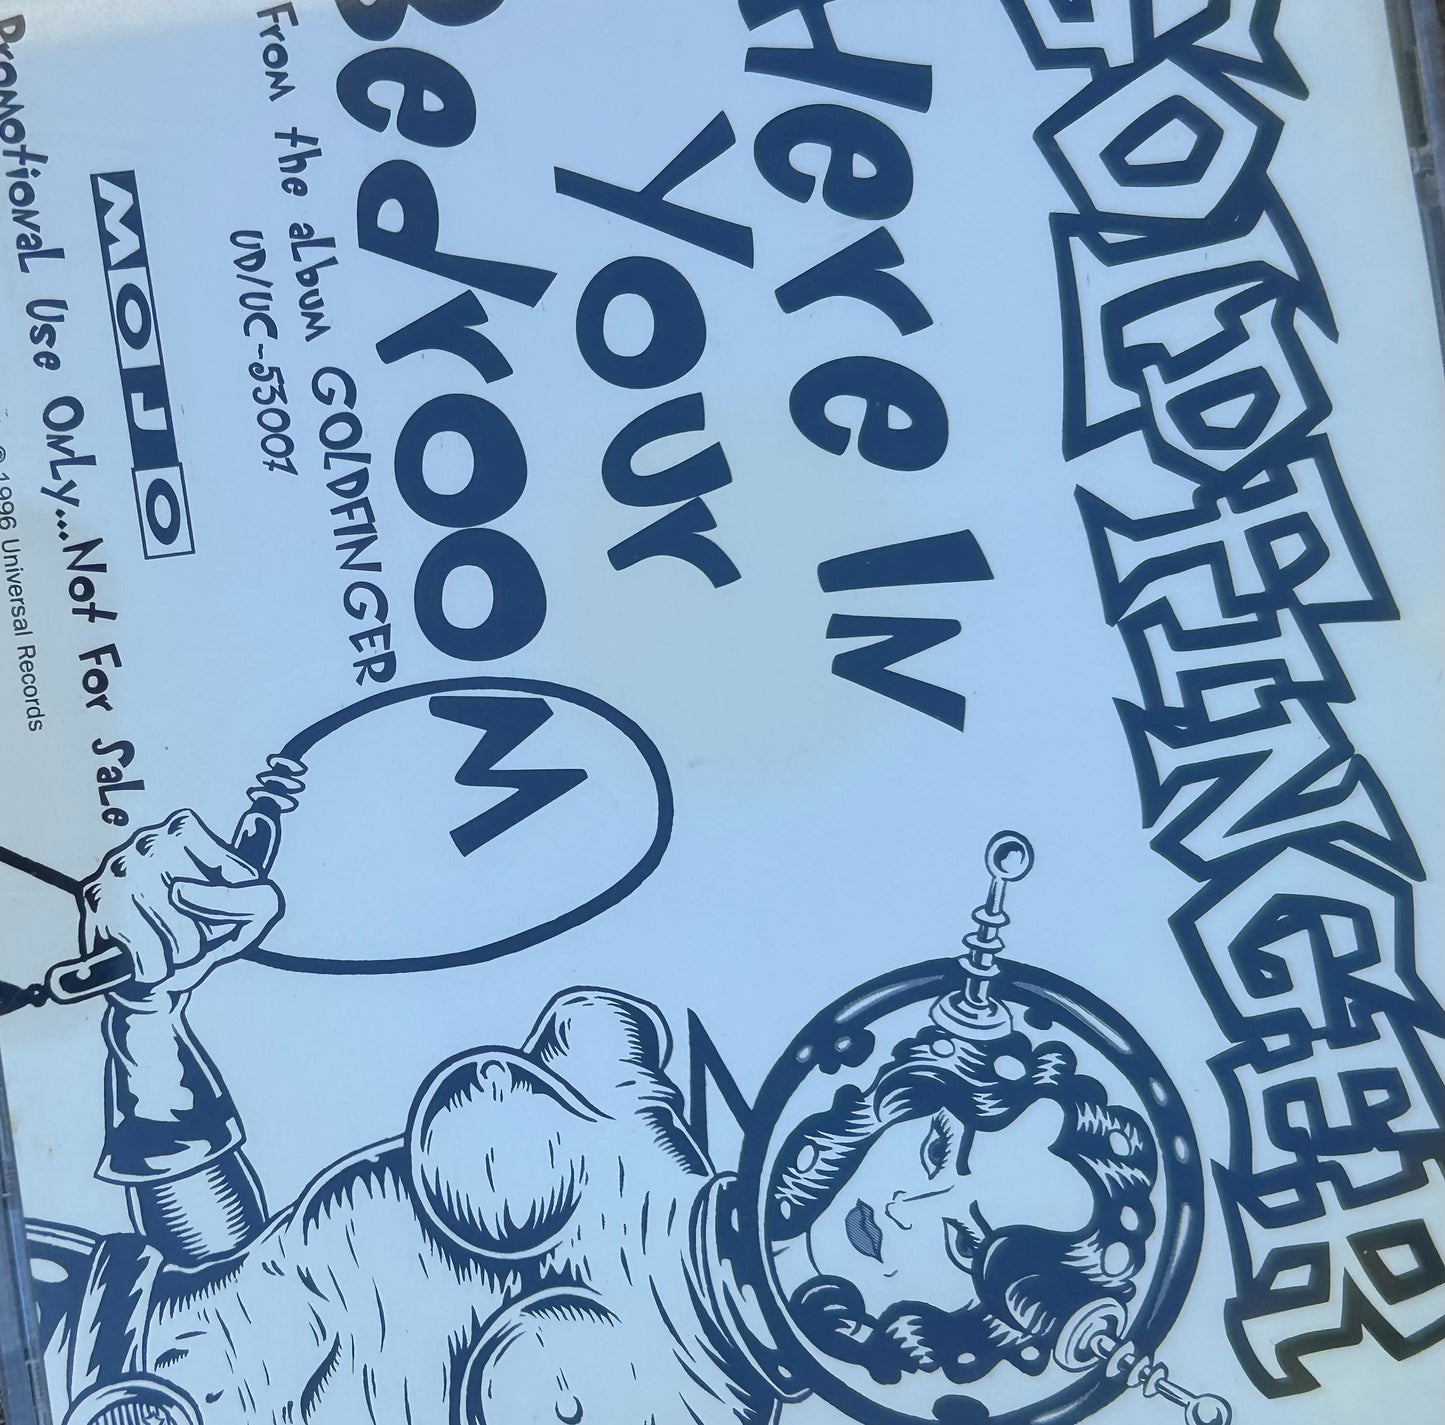 GOLDFINGER
Here In
Your
Bedroom
From the album GOLDFINGER
UD/UC-53007
MOJO
Promotional Use Only...Not For Sale
℗1996 Universal Records